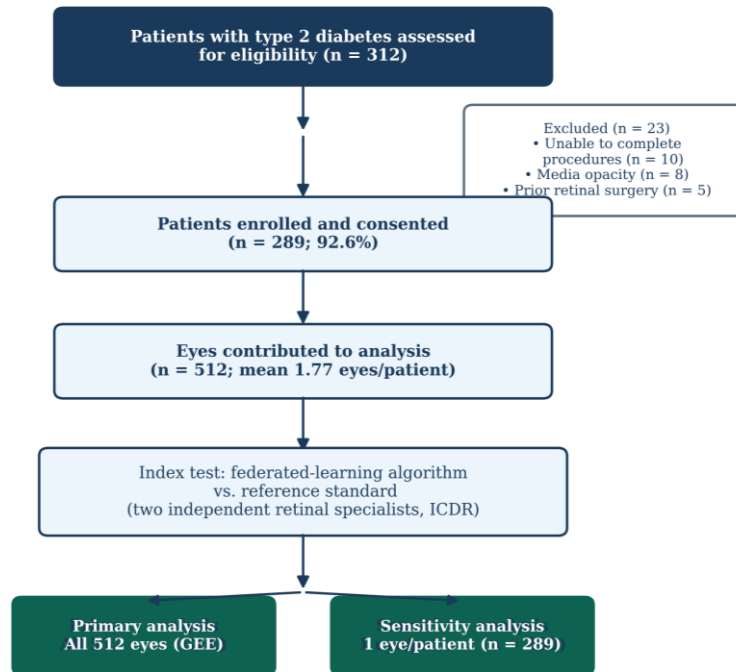 Patients with type 2 diabetes assessed
for eligibility (n = 312)
Excluded (n = 23)
• Unable to complete
procedures (n = 10)
• Media opacity (n = 8)
• Prior retinal surgery (n = 5)
Patients enrolled and consented
(n = 289; 92.6%)
Eyes contributed to analysis
(n = 512; mean 1.77 eyes/patient)
Index test: federated-learning algorithm
vs. reference standard
(two independent retinal specialists, ICDR)
Primary analysis
All 512 eyes (GEE)
Sensitivity analysis
1 eye/patient (n = 289)